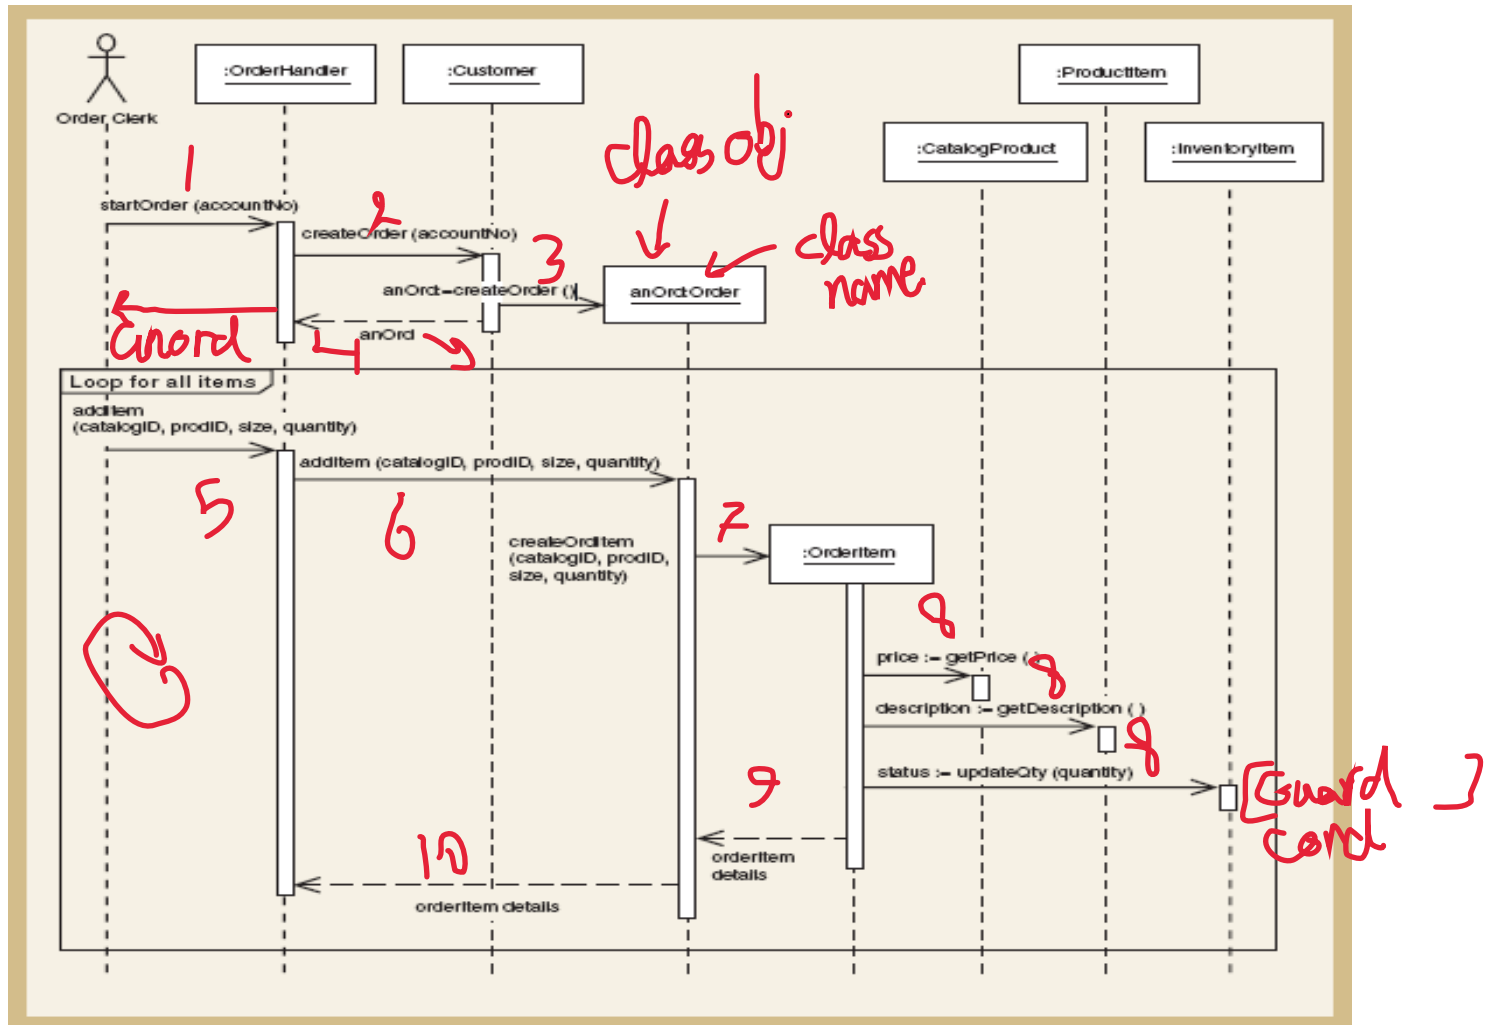 :OrderHandler
:Customer
:ProductItem
Order Clerk
class obj
:CatalogProduct
:InventoryItem
1
startOrder (accountNo)
2
createOrder (accountNo)
3
class
name
anOrd:=createOrder ()
anOrd:Order
anord
4
anOrd
Loop for all items
addItem
(catalogID, prodID, size, quantity)
addItem (catalogID, prodID, size, quantity)
5
6
7
createOrdItem
(catalogID, prodID,
size, quantity)
:OrderItem
8
price := getPrice ( )
8
description := getDescription ( )
8
status := updateQty (quantity)
[Guard ]
cond
9
orderItem
details
10
orderItem details